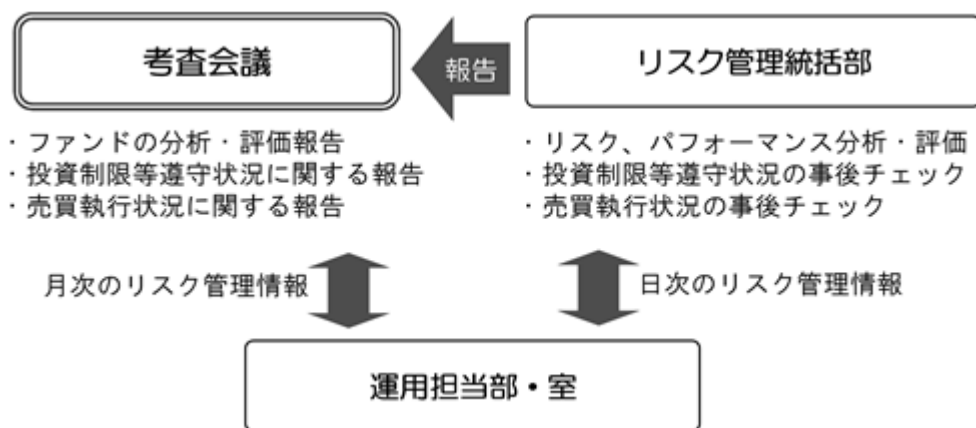 考査会議
報告
リスク管理統括部
・ファンドの分析・評価報告
・投資制限等遵守状況に関する報告
・売買執行状況に関する報告
・リスク、パフォーマンス分析・評価
・投資制限等遵守状況の事後チェック
・売買執行状況の事後チェック
月次のリスク管理情報
日次のリスク管理情報
運用担当部・室